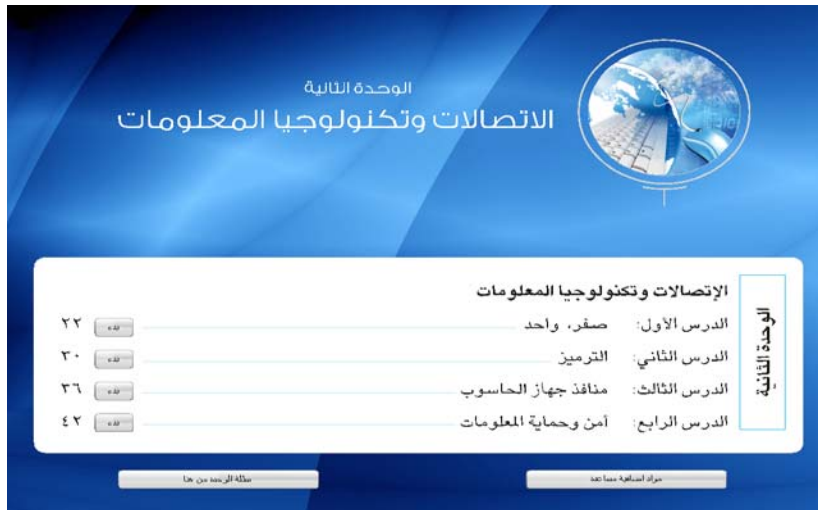 الوحدة الثانية
الاتصالات وتكنولوجيا المعلومات
الوحدة الثانية
الإتصالات وتكنولوجيا المعلومات
الدرس الأول: صفر، واحد ٢٢
الدرس الثاني: الترميز ٣٠
الدرس الثالث: منافذ جهاز الحاسوب ٣٦
الدرس الرابع: أمن وحماية المعلومات ٤٢
مواد اضافية مساعدة